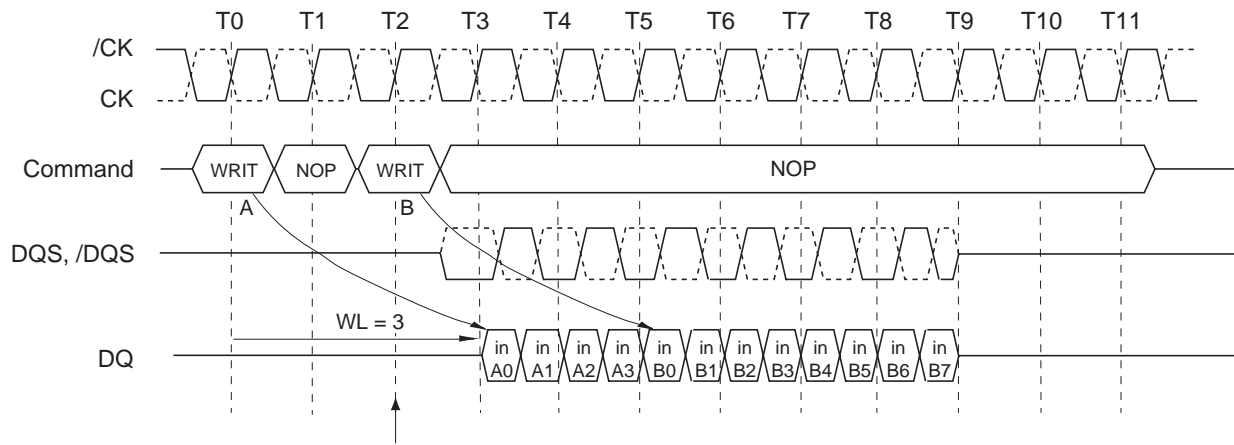 T0 T1 T2 T3 T4 T5 T6 T7 T8 T9 T10 T11
/CK
CK
Command WRIT NOP WRIT NOP
A B
DQS, /DQS
WL = 3
DQ
in in in in in in in in in in in in
A0 A1 A2 A3 B0 B1 B2 B3 B4 B5 B6 B7